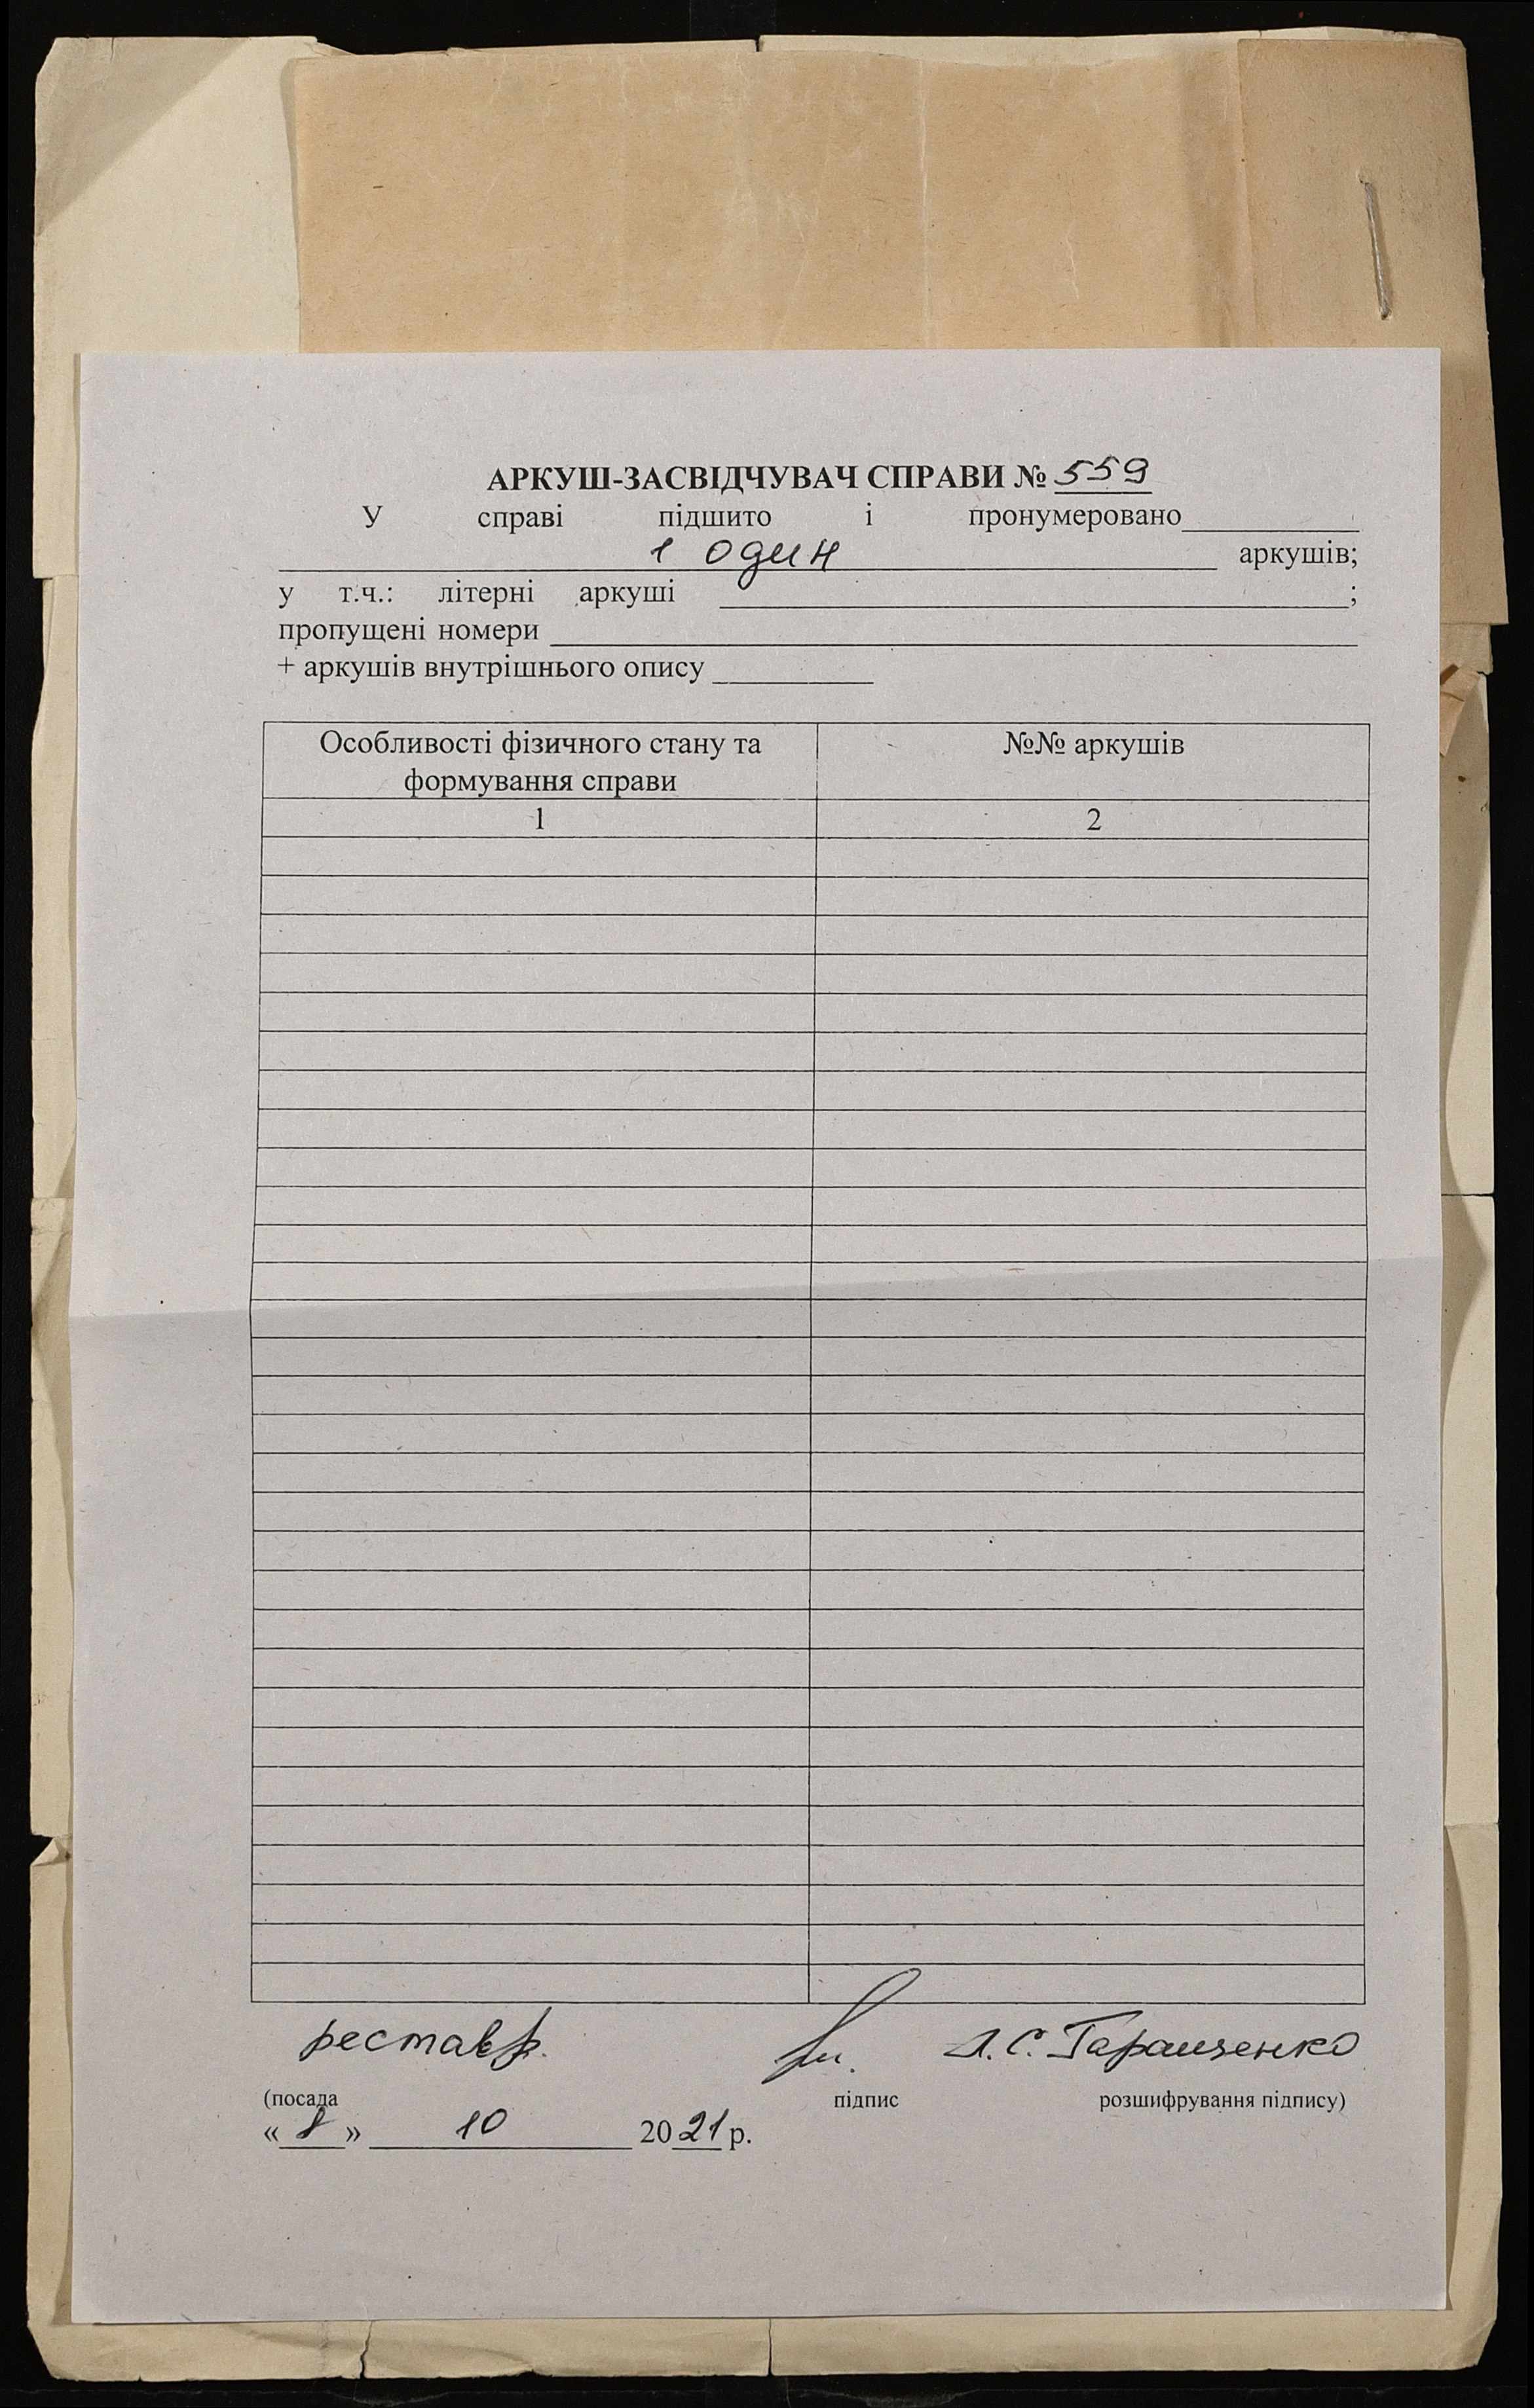 АРКУШ-ЗАСВІДЧУВАЧ СПРАВИ № 559
У справі підшито і пронумеровано
1 один аркушів;
у т.ч.: літерні аркуші ;
пропущені номери
+ аркушів внутрішнього опису
Особливості фізичного стану та №№ аркушів
формування справи
1 2
реставр. Л.С. Таращенко
(посада підпис розшифрування підпису)
« 8 » 10 2021 р.